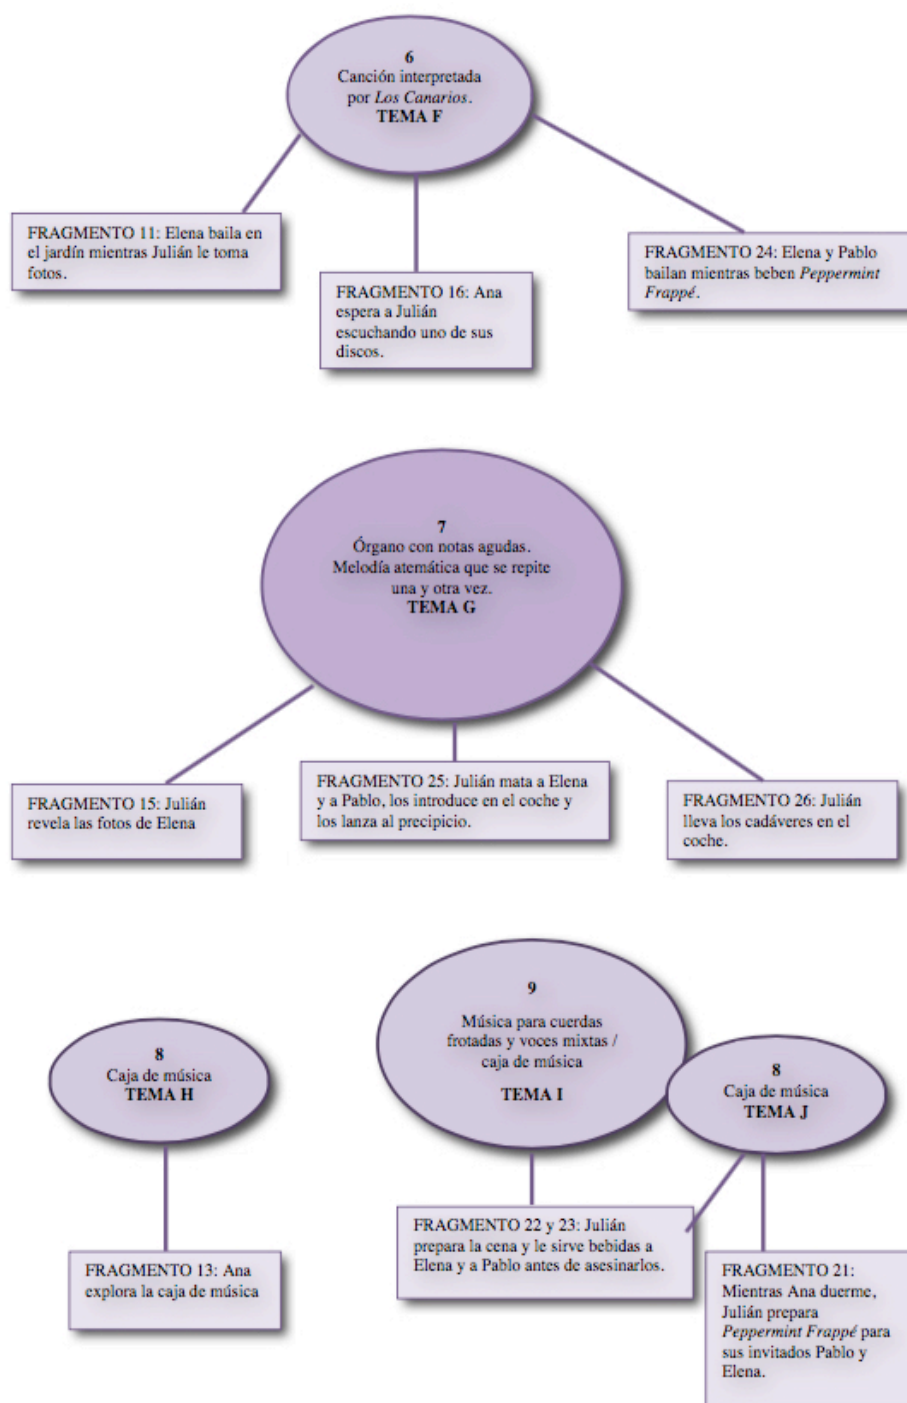 6
Canción interpretada
por Los Canarios.
TEMA F
FRAGMENTO 11: Elena baila en
el jardín mientras Julián le toma
fotos.
FRAGMENTO 16: Ana
espera a Julián
escuchando uno de sus
discos.
FRAGMENTO 24: Elena y Pablo
bailan mientras beben Peppermint
Frappé.
7
Órgano con notas agudas.
Melodía atemática que se repite
una y otra vez.
TEMA G
FRAGMENTO 15: Julián
revela las fotos de Elena
FRAGMENTO 25: Julián mata a Elena
y a Pablo, los introduce en el coche y
los lanza al precipicio.
FRAGMENTO 26: Julián
lleva los cadáveres en el
coche.
8
Caja de música
TEMA H
FRAGMENTO 13: Ana
explora la caja de música
9
Música para cuerdas
frotadas y voces mixtas /
caja de música
TEMA I
8
Caja de música
TEMA J
FRAGMENTO 22 y 23: Julián
prepara la cena y le sirve bebidas a
Elena y a Pablo antes de asesinarlos.
FRAGMENTO 21:
Mientras Ana duerme,
Julián prepara
Peppermint Frappé para
sus invitados Pablo y
Elena.